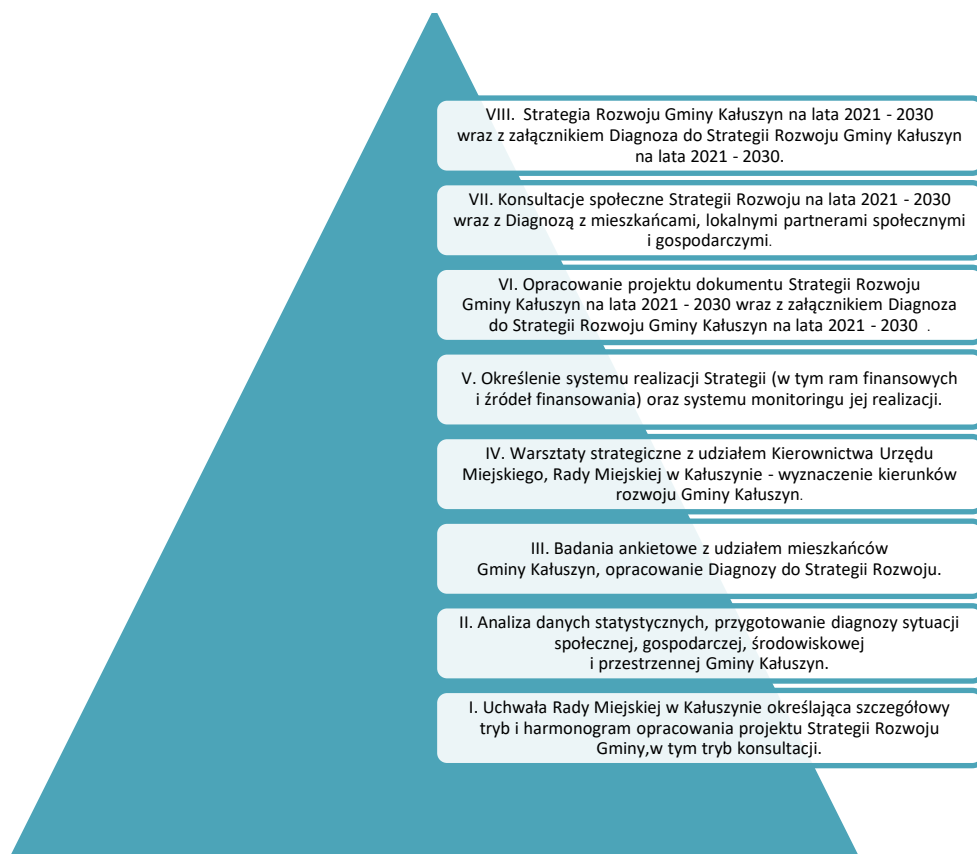 VIII. Strategia Rozwoju Gminy Kałuszyn na lata 2021 - 2030
wraz z załącznikiem Diagnoza do Strategii Rozwoju Gminy Kałuszyn
na lata 2021 - 2030.
VII. Konsultacje społeczne Strategii Rozwoju na lata 2021 - 2030
wraz z Diagnozą z mieszkańcami, lokalnymi partnerami społecznymi
i gospodarczymi.
VI. Opracowanie projektu dokumentu Strategii Rozwoju
Gminy Kałuszyn na lata 2021 - 2030 wraz z załącznikiem Diagnoza
do Strategii Rozwoju Gminy Kałuszyn na lata 2021 - 2030 .
V. Określenie systemu realizacji Strategii (w tym ram finansowych
i źródeł finansowania) oraz systemu monitoringu jej realizacji.
IV. Warsztaty strategiczne z udziałem Kierownictwa Urzędu
Miejskiego, Rady Miejskiej w Kałuszynie - wyznaczenie kierunków
rozwoju Gminy Kałuszyn.
III. Badania ankietowe z udziałem mieszkańców
Gminy Kałuszyn, opracowanie Diagnozy do Strategii Rozwoju.
II. Analiza danych statystycznych, przygotowanie diagnozy sytuacji
społecznej, gospodarczej, środowiskowej
i przestrzennej Gminy Kałuszyn.
I. Uchwała Rady Miejskiej w Kałuszynie określająca szczegółowy
tryb i harmonogram opracowania projektu Strategii Rozwoju
Gminy,w tym tryb konsultacji.